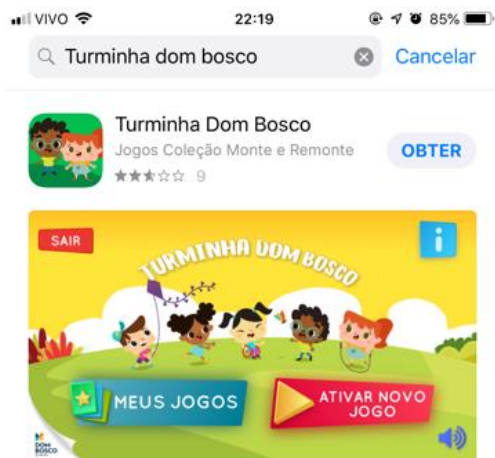 VIVO 22:19 85%
Turminha dom bosco Cancelar
Turminha Dom Bosco
Jogos Coleção Monte e Remonte
OBTER
9
SAIR
i
TURMINHA DOM BOSCO
MEUS JOGOS
ATIVAR NOVO
JOGO
DOM
BOSCO